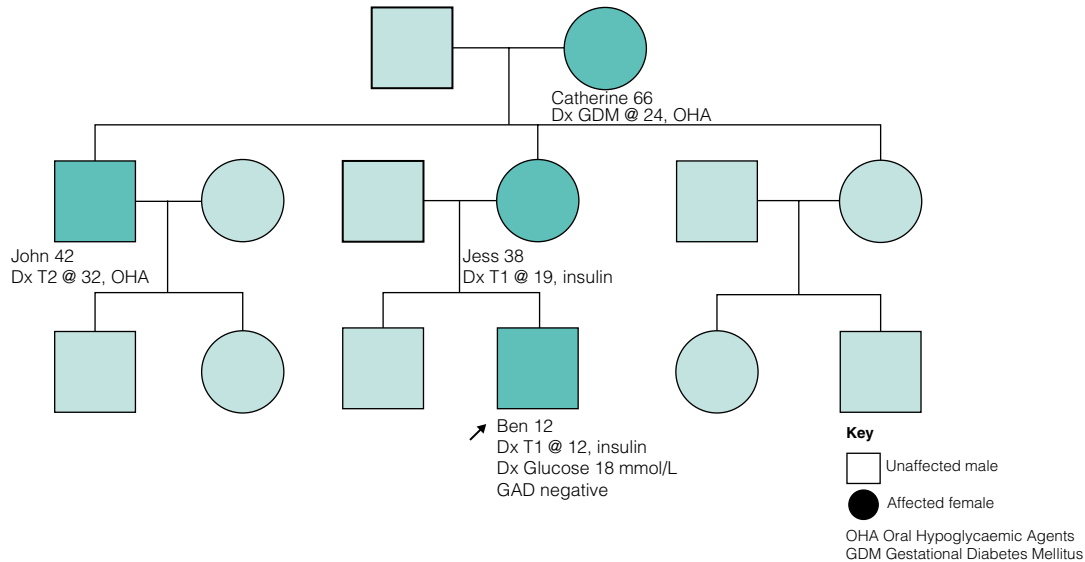 Catherine 66
Dx GDM @ 24, OHA
John 42
Dx T2 @ 32, OHA
Jess 38
Dx T1 @ 19, insulin
Ben 12
Dx T1 @ 12, insulin
Dx Glucose 18 mmol/L
GAD negative
Key
Unaffected male
Affected female
OHA Oral Hypoglycaemic Agents
GDM Gestational Diabetes Mellitus